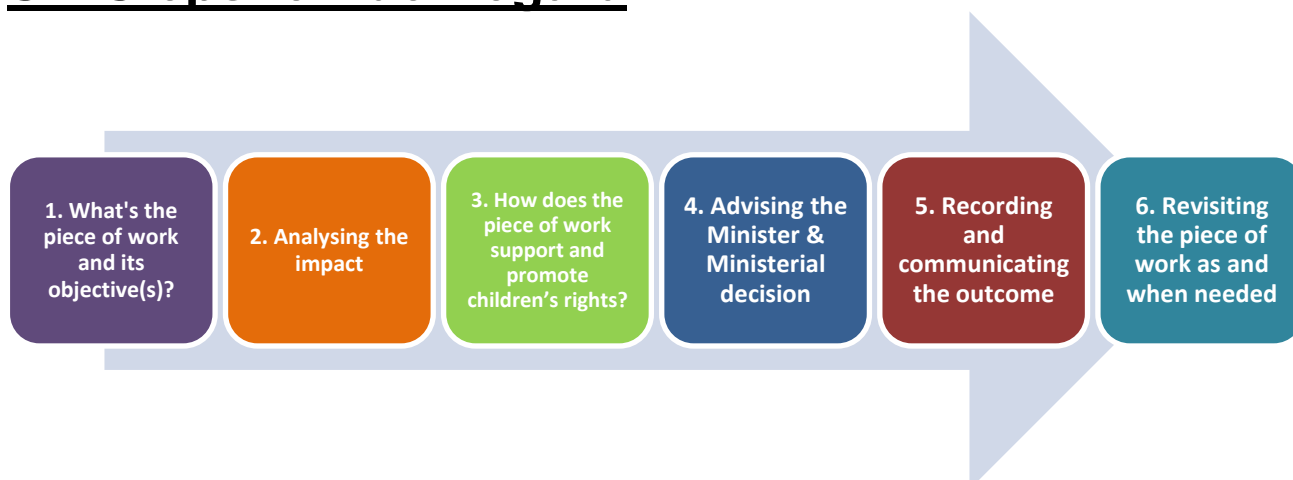 1. What's the
piece of work
and its
objective(s)?
2. Analysing the
impact
3. How does the
piece of work
support and
promote
children’s rights?
4. Advising the
Minister &
Ministerial
decision
5. Recording
and
communicating
the outcome
6. Revisiting
the piece of
work as and
when needed